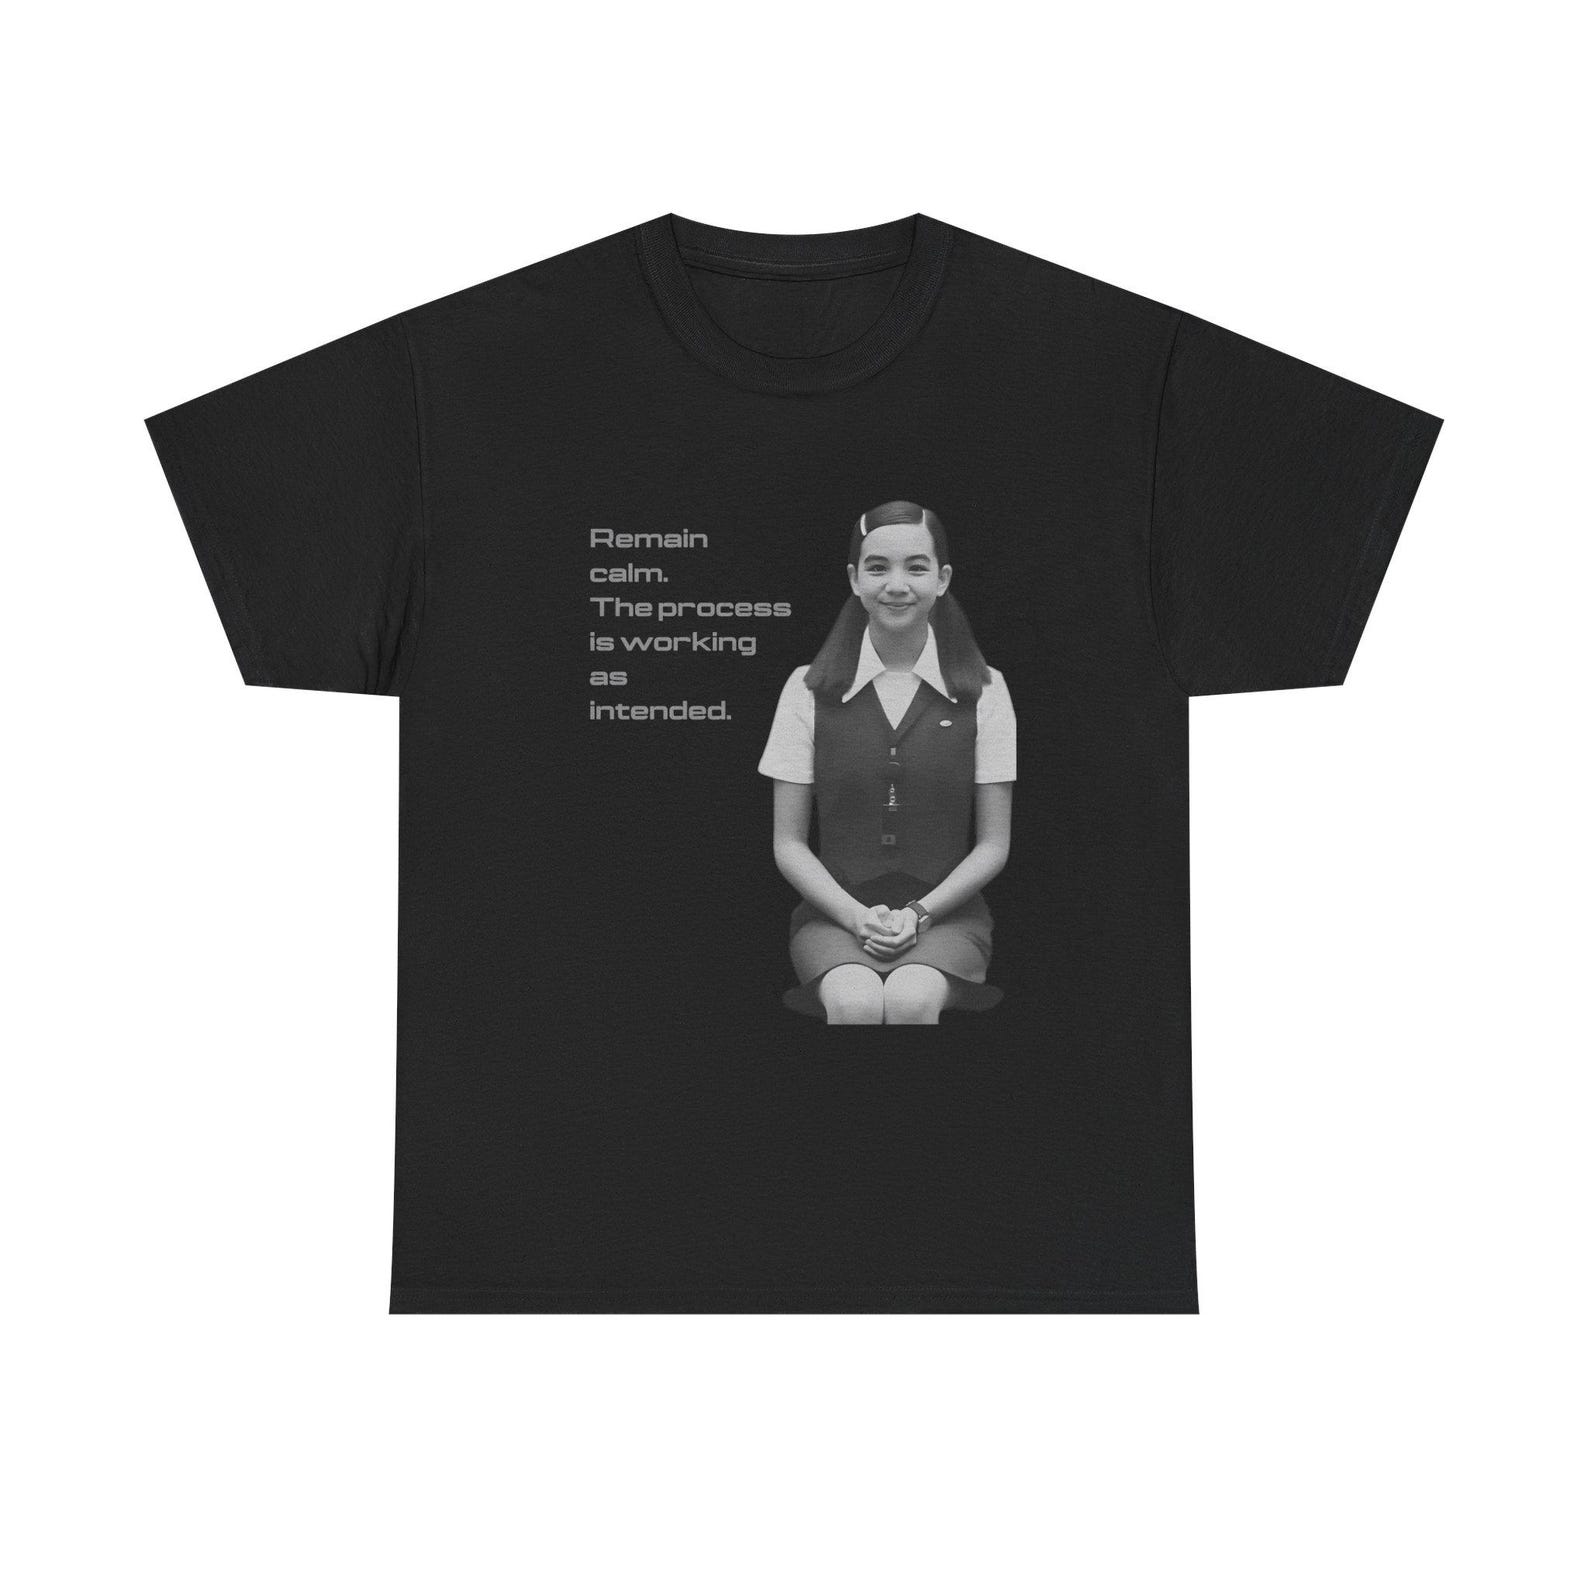 Remain
calm.
The process
is working
as
intended.